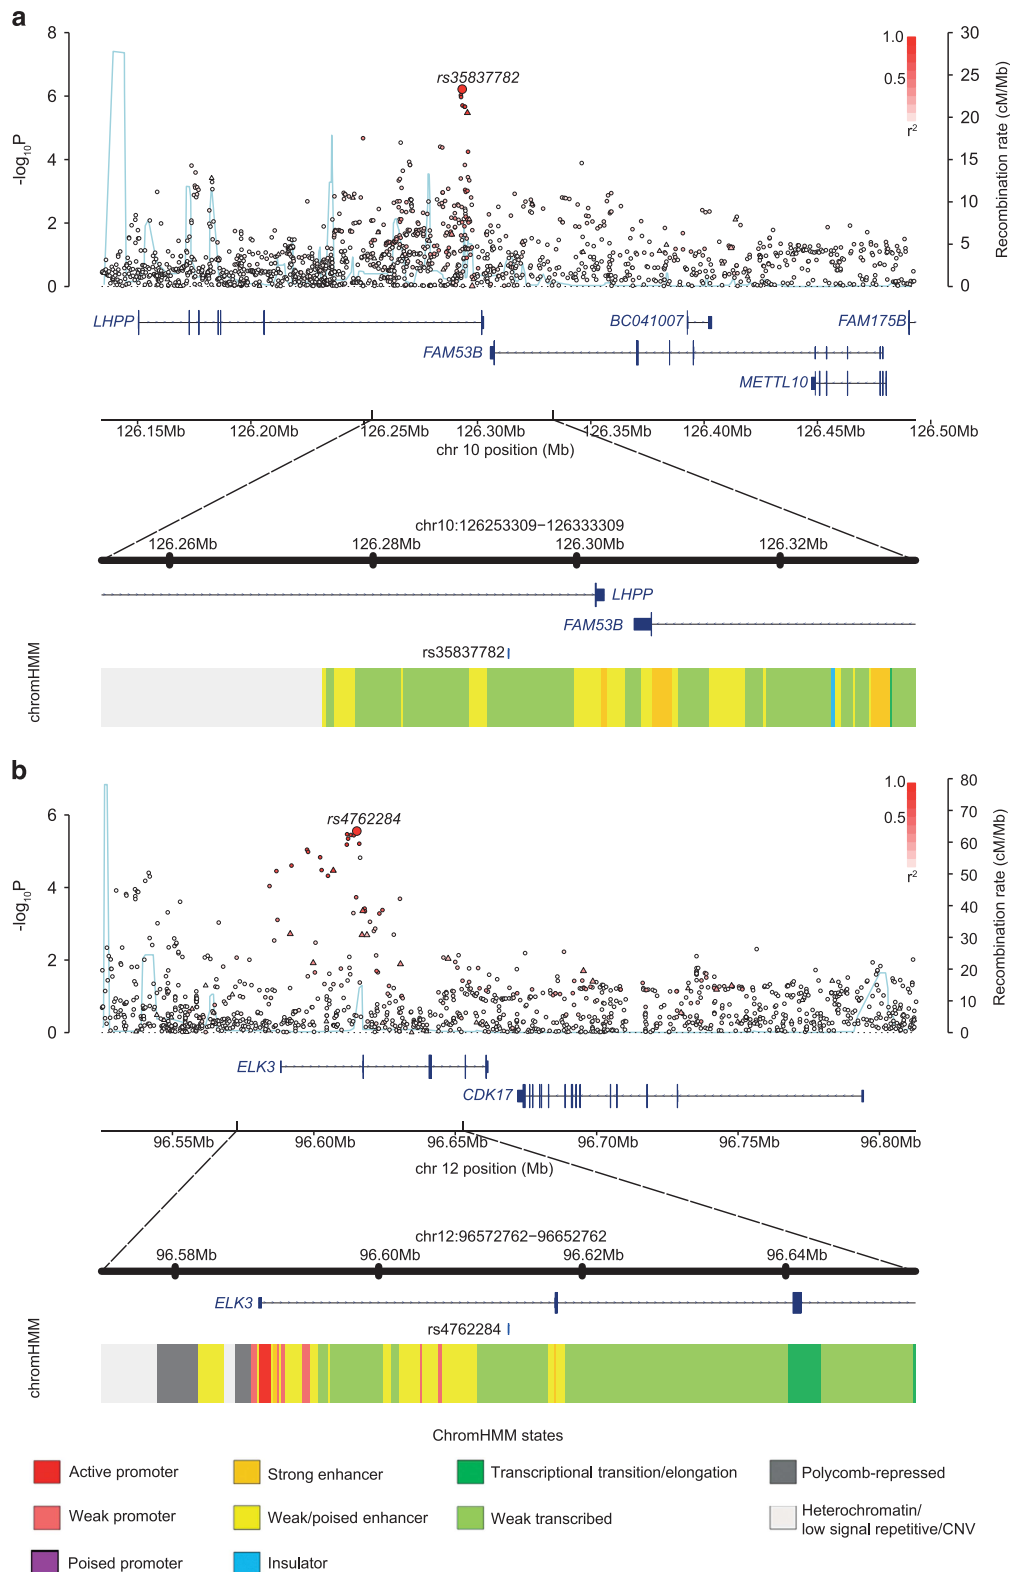 a
8
6
4
2
0
-log10P
rs35837782
1.0
0.5
r2
30
25
20
15
10
5
0
Recombination rate (cM/Mb)
LHPP
BC041007
FAM175B
FAM53B
METTL10
126.15Mb 126.20Mb 126.25Mb 126.30Mb 126.35Mb 126.40Mb 126.45Mb 126.50Mb
chr 10 position (Mb)
chr10:126253309−126333309
126.26Mb 126.28Mb 126.30Mb 126.32Mb
LHPP
FAM53B
rs35837782
chromHMM
b
6
4
2
0
-log10P
rs4762284
1.0
0.5
r2
80
70
60
50
40
30
20
10
0
Recombination rate (cM/Mb)
ELK3
CDK17
96.55Mb 96.60Mb 96.65Mb 96.70Mb 96.75Mb 96.80Mb
chr 12 position (Mb)
chr12:96572762−96652762
96.58Mb 96.60Mb 96.62Mb 96.64Mb
ELK3
rs4762284
chromHMM
ChromHMM states
Active promoter
Strong enhancer
Transcriptional transition/elongation
Polycomb-repressed
Weak promoter
Weak/poised enhancer
Weak transcribed
Heterochromatin/
low signal repetitive/CNV
Poised promoter
Insulator